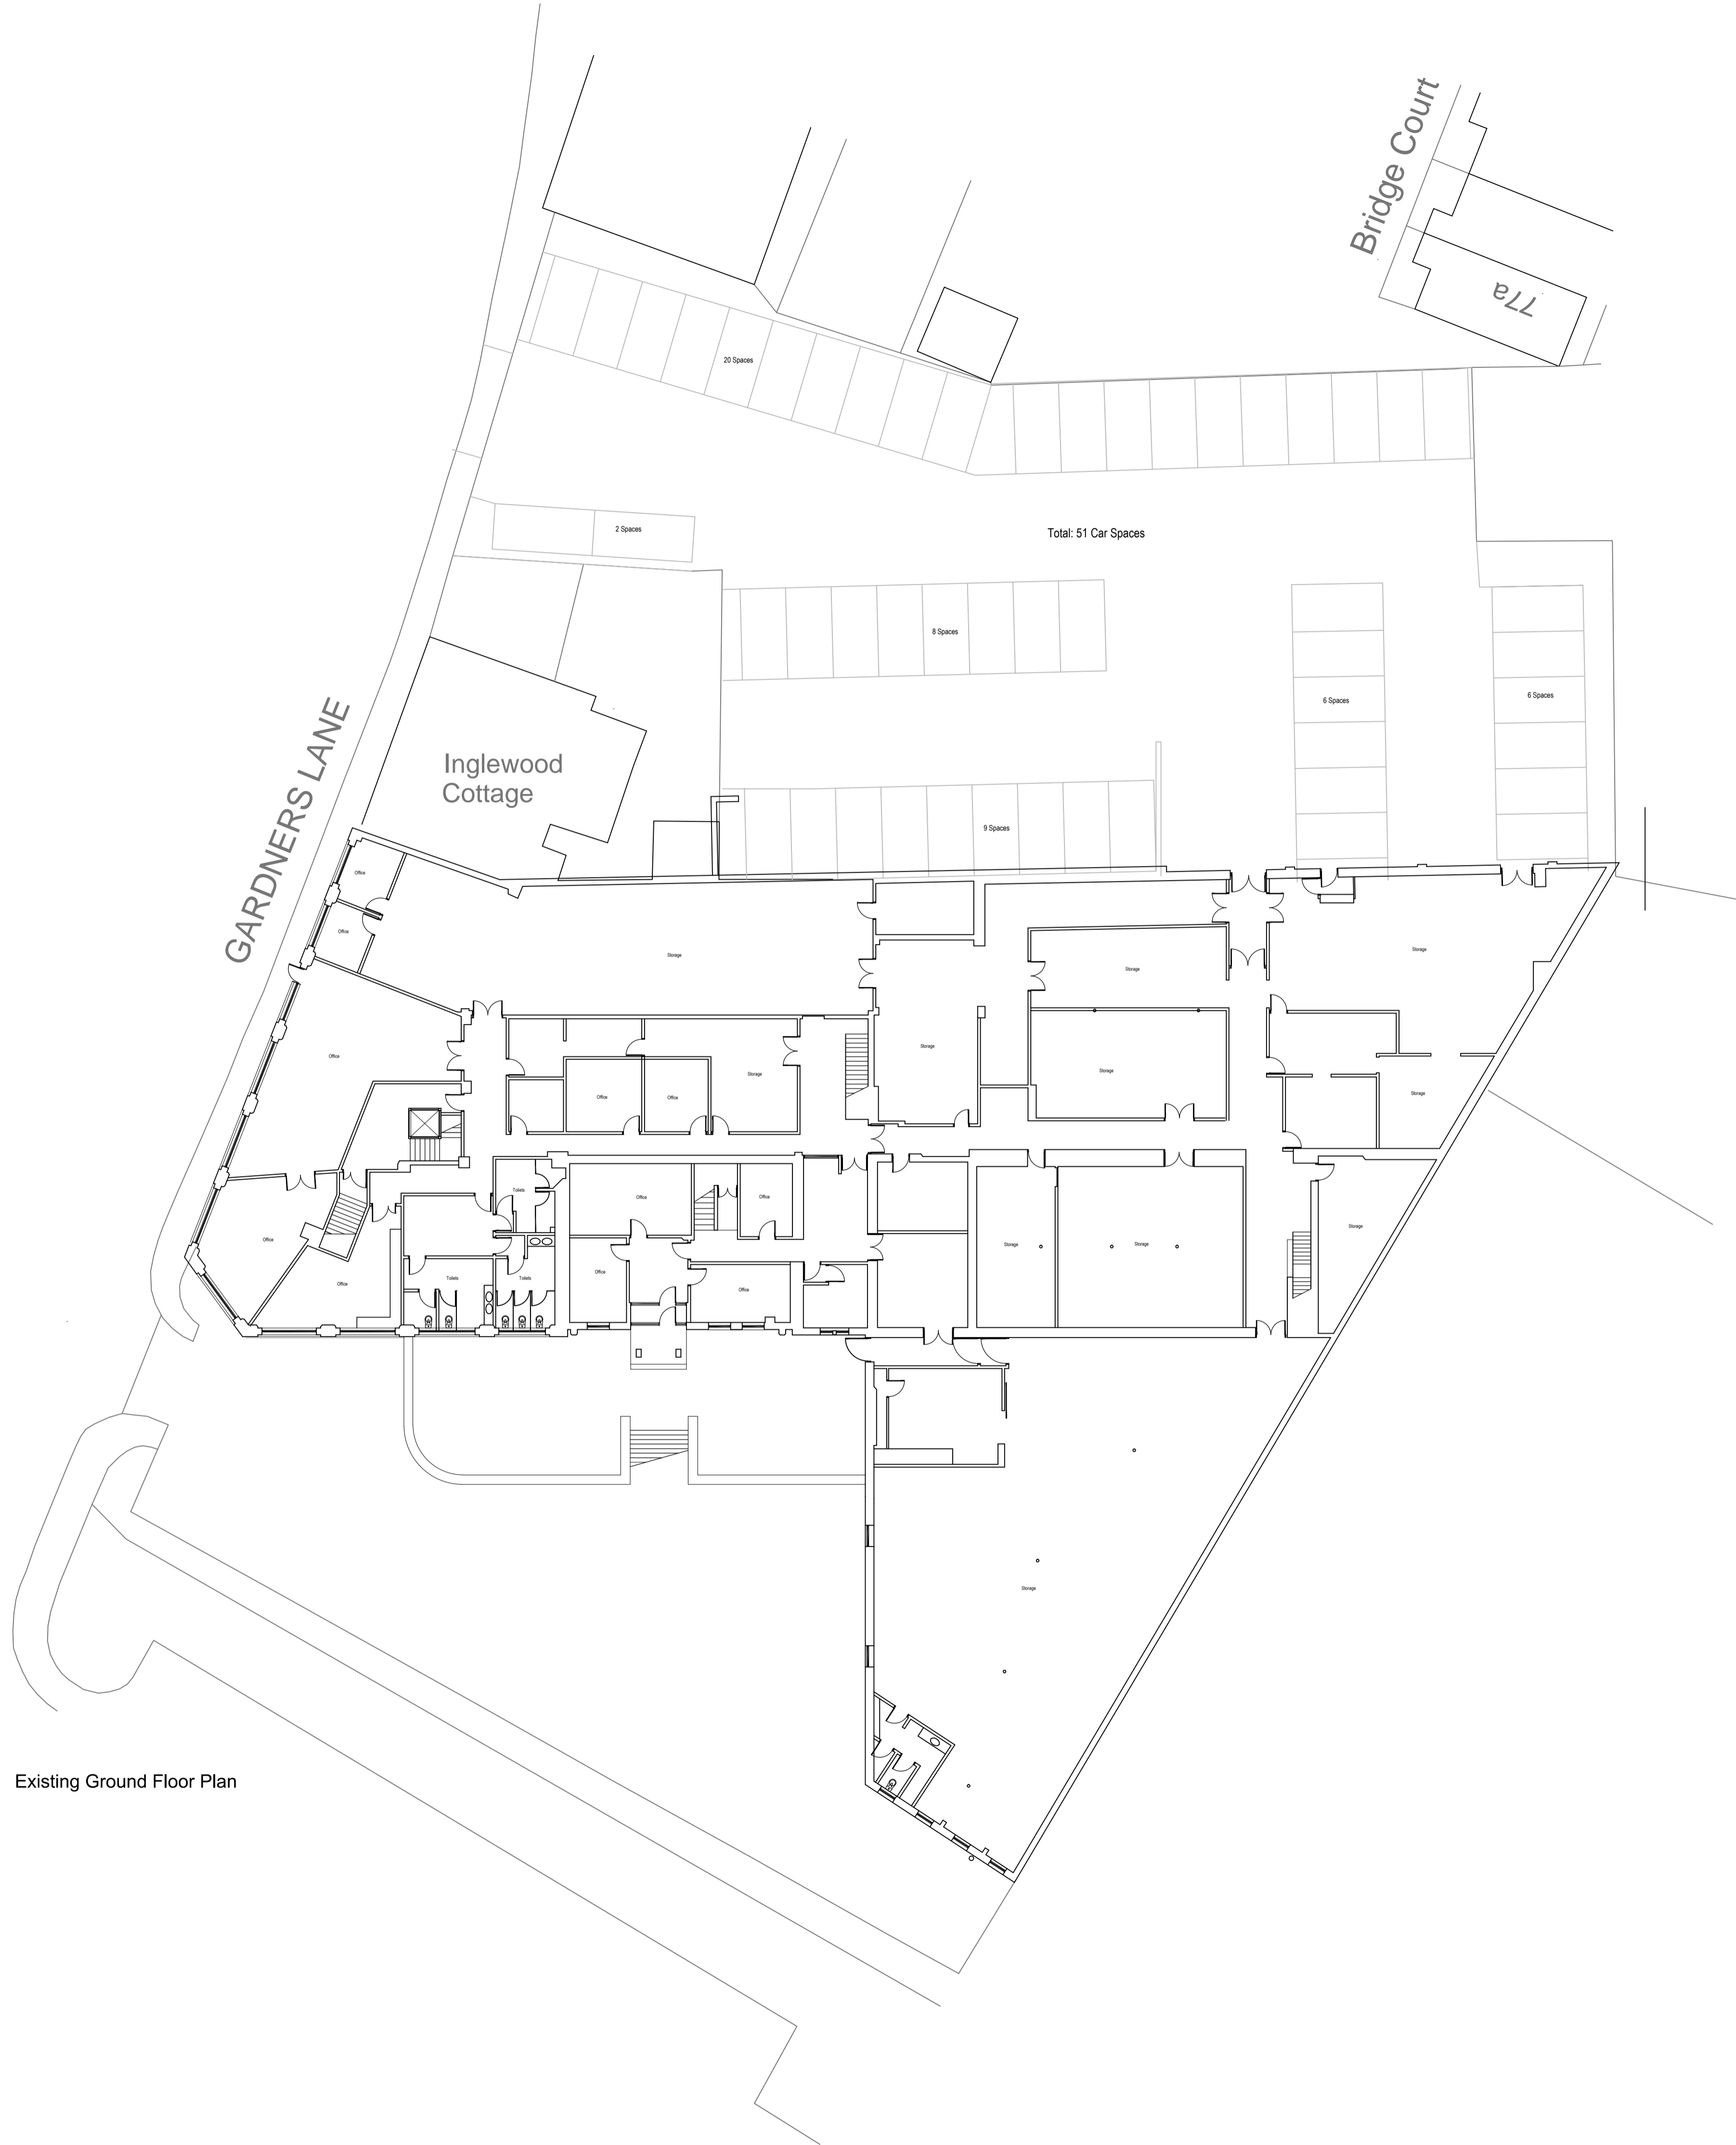 Bridge Court
77a
20 Spaces
2 Spaces
Total: 51 Car Spaces
8 Spaces
6 Spaces
6 Spaces
GARDNERS LANE
Inglewood
Cottage
9 Spaces
Office
Office
Storage
Storage
Storage
Office
Storage
Storage
Storage
Storage
Office
Office
Toilets
Office
Office
Office
Storage
Storage
Storage
Office
Toilets
Toilets
Office
Office
Storage
Existing Ground Floor Plan